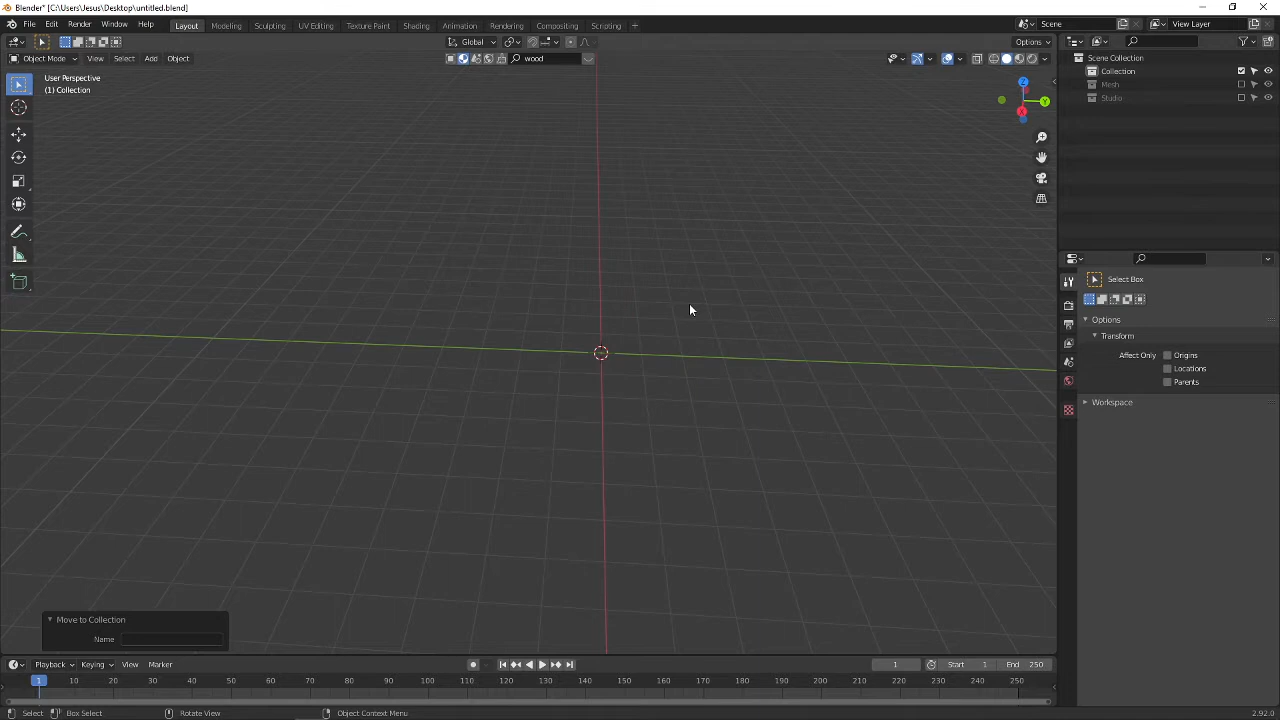 Blender* [C:\Users\Jesus\Desktop\untitled.blend]
File Edit Render Window Help Layout Modeling Sculpting UV Editing Texture Paint Shading Animation Rendering Compositing Scripting + Scene View Layer
Global Options
Object Mode View Select Add Object wood
User Perspective
(1) Collection
Scene Collection
Collection
Mesh
Studio
Z
Y
X
Select Box
Options
Transform
Affect Only Origins
Locations
Parents
Workspace
Move to Collection
Name
Playback Keying View Marker 1 Start 1 End 250
1 10 20 30 40 50 60 70 80 90 100 110 120 130 140 150 160 170 180 190 200 210 220 230 240 250
Select Box Select Rotate View Object Context Menu 2.92.0